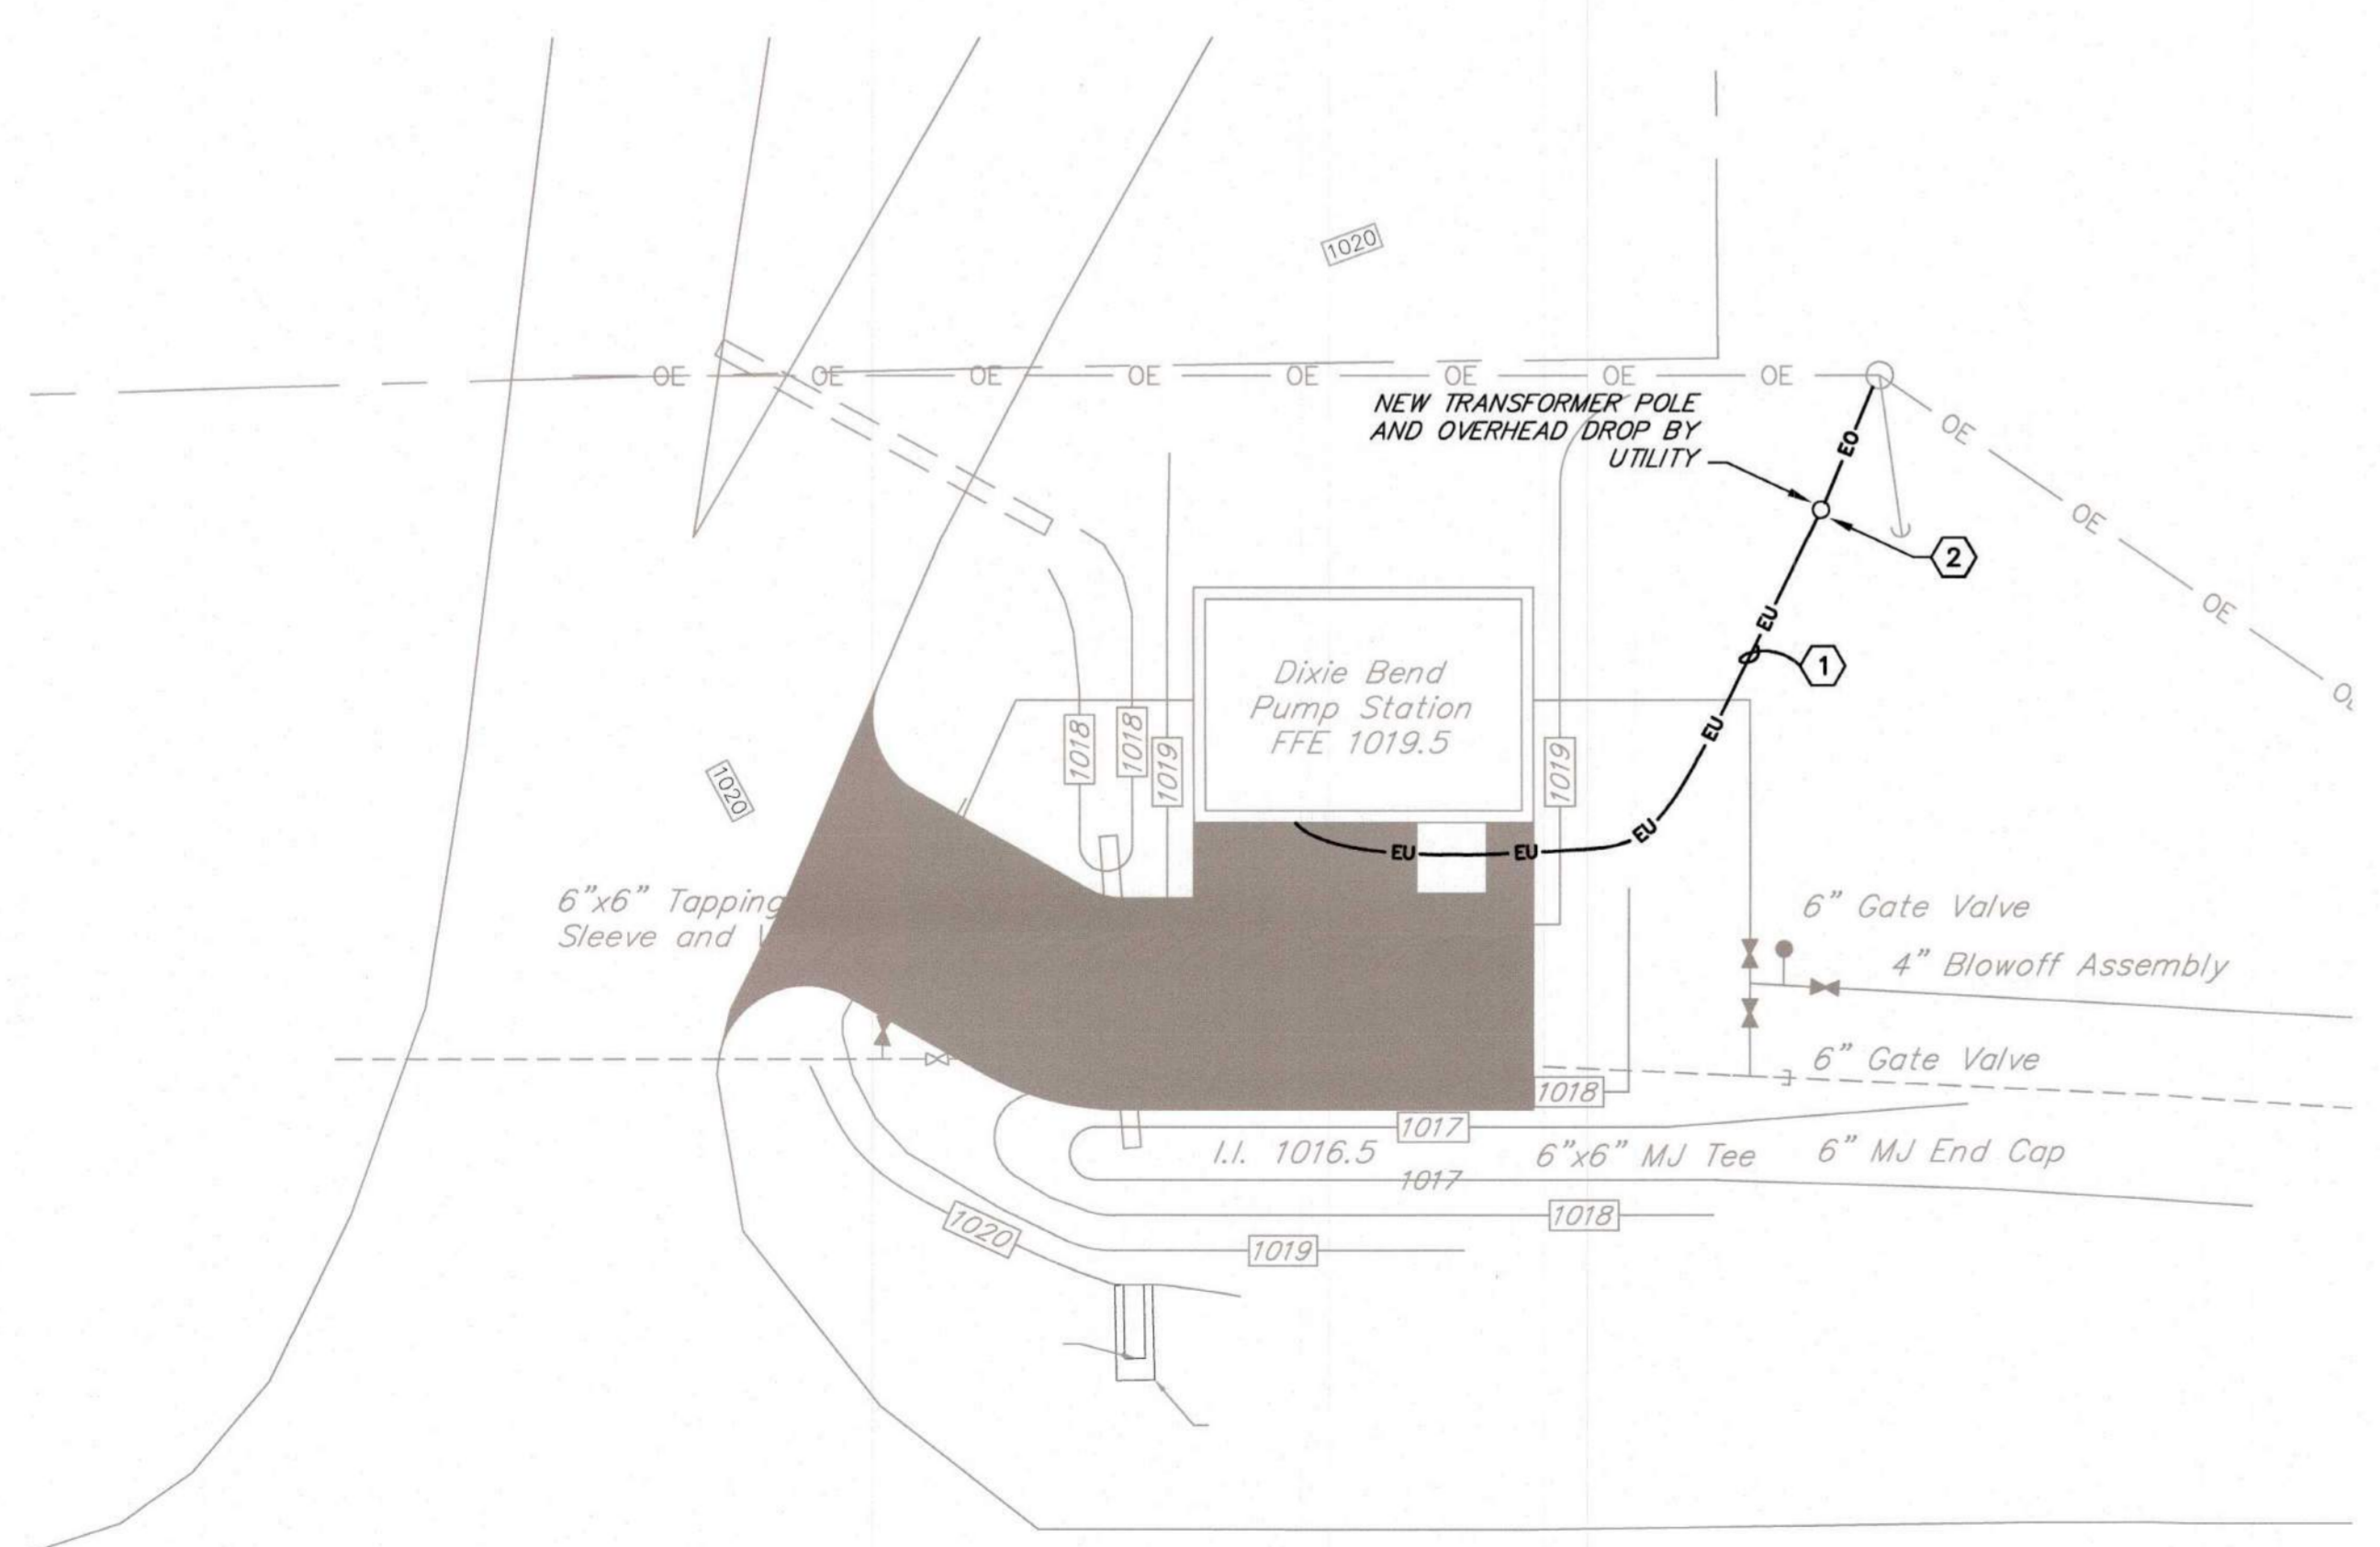 1020
OE OE OE OE OE OE OE OE
NEW TRANSFORMER POLE
AND OVERHEAD DROP BY
UTILITY
EO
OE
OE
OE
2
EU
1
EU
EU
EU
EU
Dixie Bend
Pump Station
FFE 1019.5
1018
1018
1019
1019
1020
6"x6" Tapping
Sleeve and
6" Gate Valve
4" Blowoff Assembly
6" Gate Valve
1018
1017
I.I. 1016.5
6"x6" MJ Tee
6" MJ End Cap
1017
1018
1020
1019